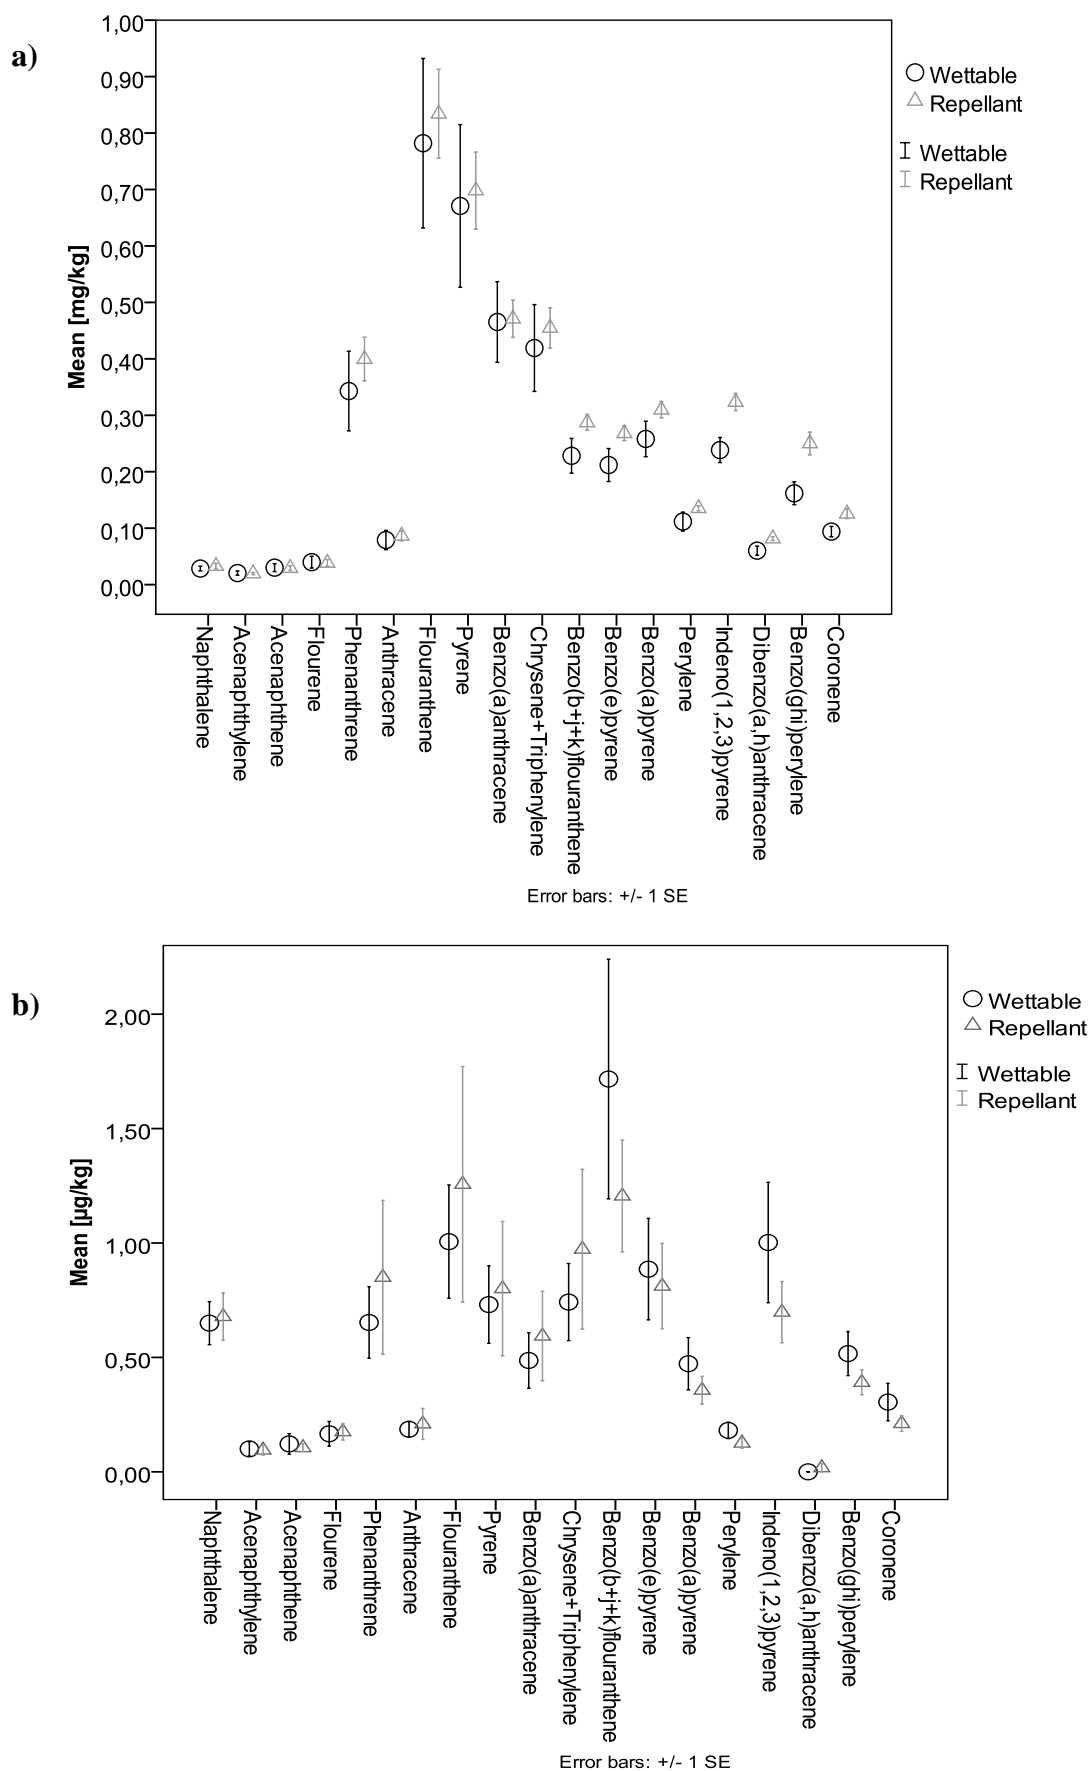 a)
1,00
0,90
0,80
0,70
0,60
0,50
0,40
0,30
0,20
0,10
0,00
Mean [mg/kg]
Wettable
Repellant
Wettable
Repellant
Naphthalene
Acenaphthylene
Acenaphthene
Flourene
Phenanthrene
Anthracene
Flouranthene
Pyrene
Benzo(a)anthracene
Chrysene+Triphenylene
Benzo(b+j+k)flouranthene
Benzo(e)pyrene
Benzo(a)pyrene
Perylene
Indeno(1,2,3)pyrene
Dibenzo(a,h)anthracene
Benzo(ghi)perylene
Coronene
Error bars: +/- 1 SE
b)
2,00
1,50
1,00
0,50
0,00
Mean [µg/kg]
Wettable
Repellant
Wettable
Repellant
Naphthalene
Acenaphthylene
Acenaphthene
Flourene
Phenanthrene
Anthracene
Flouranthene
Pyrene
Benzo(a)anthracene
Chrysene+Triphenylene
Benzo(b+j+k)flouranthene
Benzo(e)pyrene
Benzo(a)pyrene
Perylene
Indeno(1,2,3)pyrene
Dibenzo(a,h)anthracene
Benzo(ghi)perylene
Coronene
Error bars: +/- 1 SE